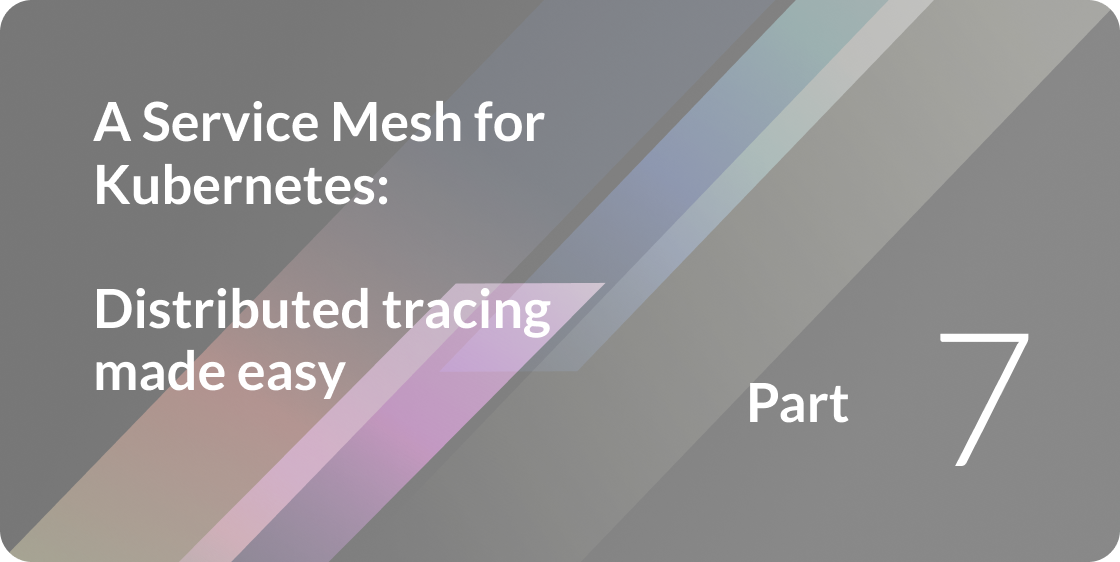 A Service Mesh for
Kubernetes:
Distributed tracing
made easy
Part 7